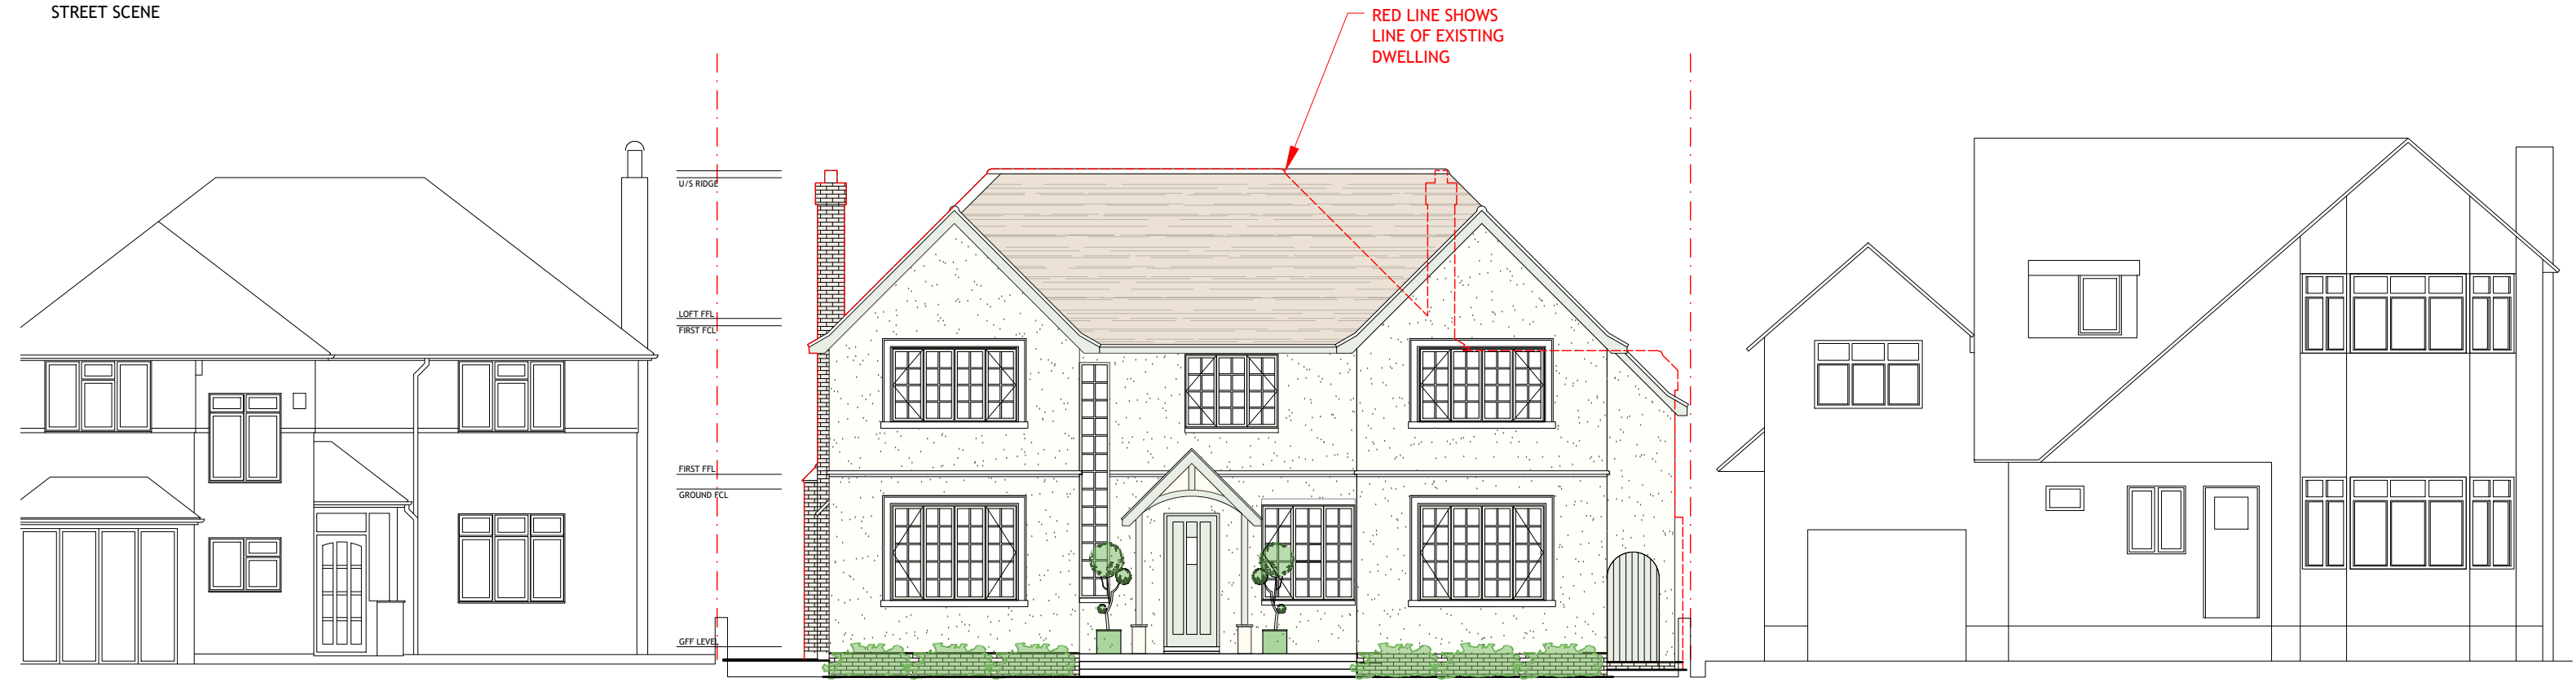 STREET SCENE
RED LINE SHOWS
LINE OF EXISTING
DWELLING
U/S RIDGE
LOFT FFL
FIRST FCL
FIRST FFL
GROUND FCL
GFF LEVEL